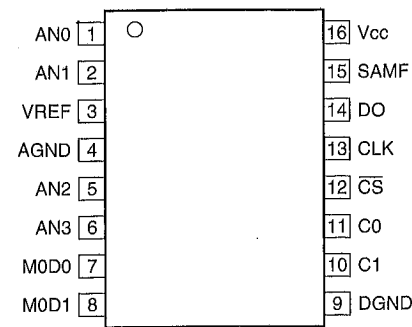 AN0 1 16 Vcc
AN1 2 15 SAMF
VREF 3 14 DO
AGND 4 13 CLK
AN2 5 12 C̅S̅
AN3 6 11 C0
M0D0 7 10 C1
M0D1 8 9 DGND